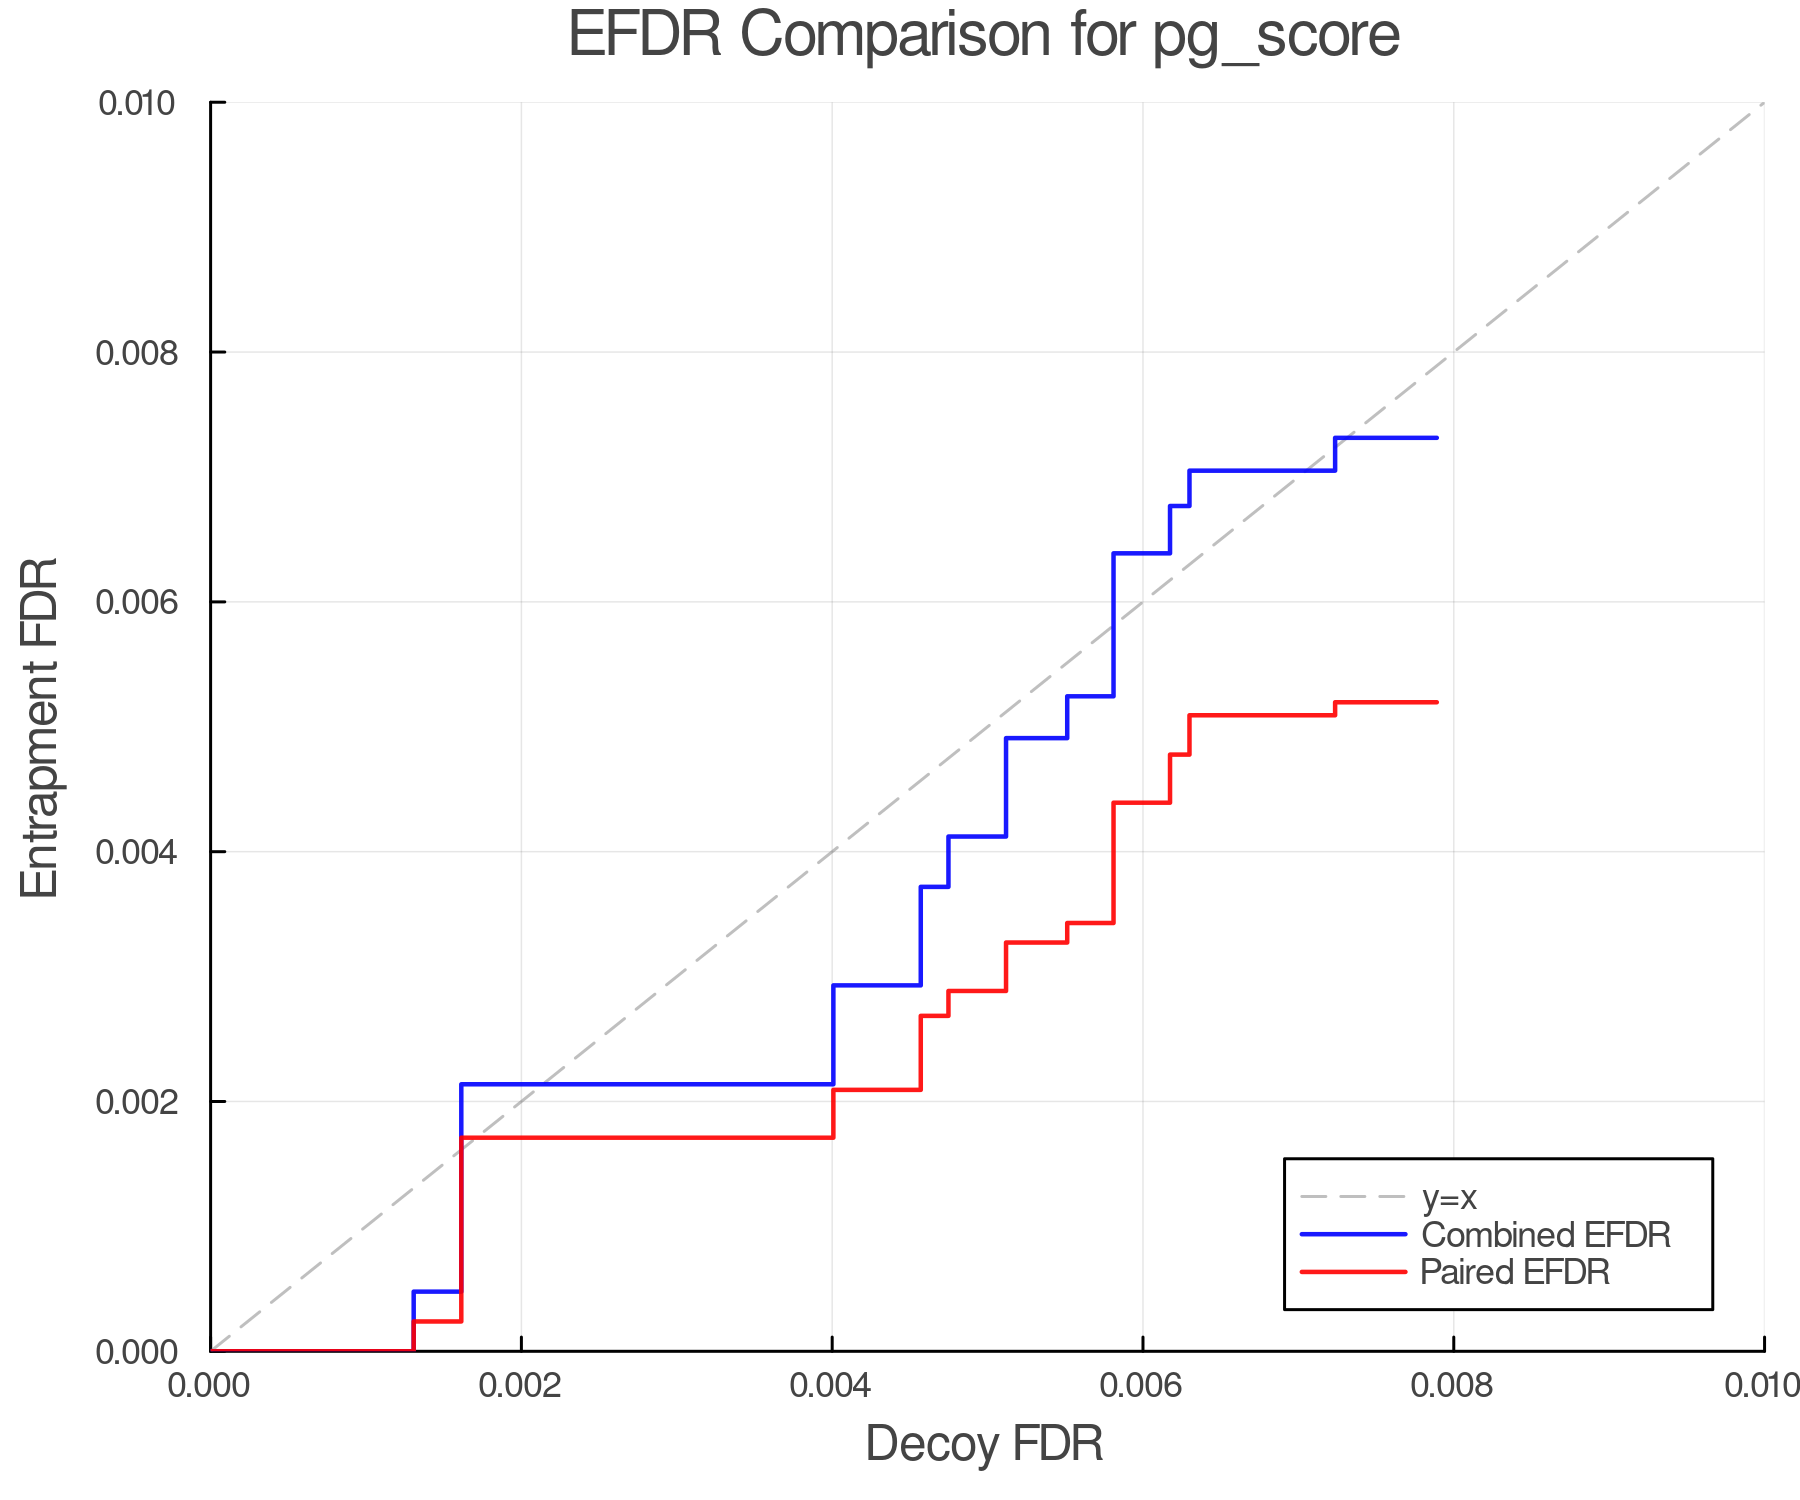 EFDR Comparison for pg_score
0.010
0.008
0.006
0.004
0.002
0.000
Entrapment FDR
y=x
Combined EFDR
Paired EFDR
0.000 0.002 0.004 0.006 0.008 0.010
Decoy FDR